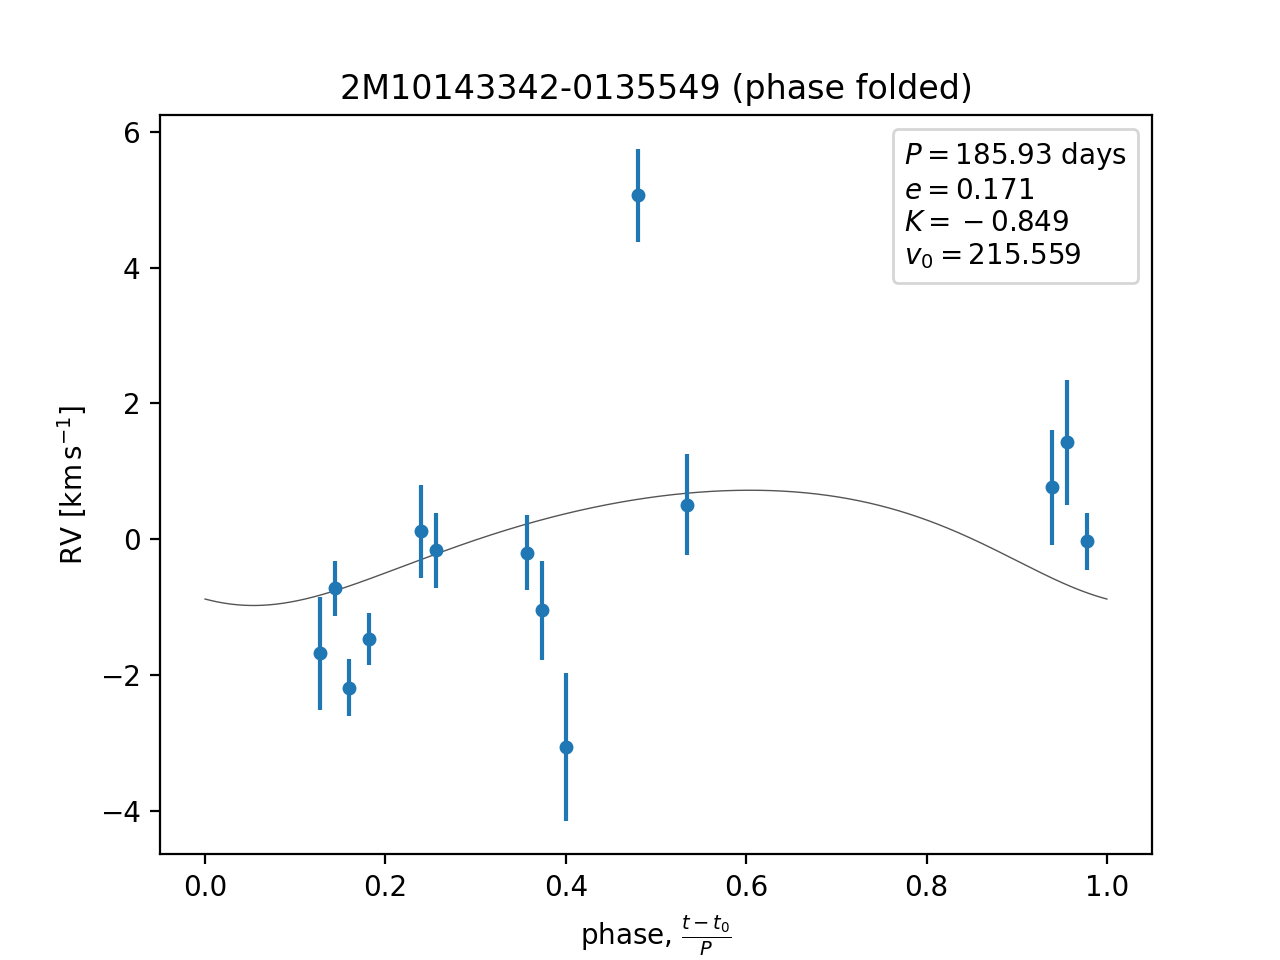 2M10143342-0135549 (phase folded)
P = 185.93 days
e = 0.171
K = −0.849
v₀ = 215.559
6
4
2
0
−2
−4
RV [km s⁻¹]
0.0 0.2 0.4 0.6 0.8 1.0
phase, (t − t₀)/P